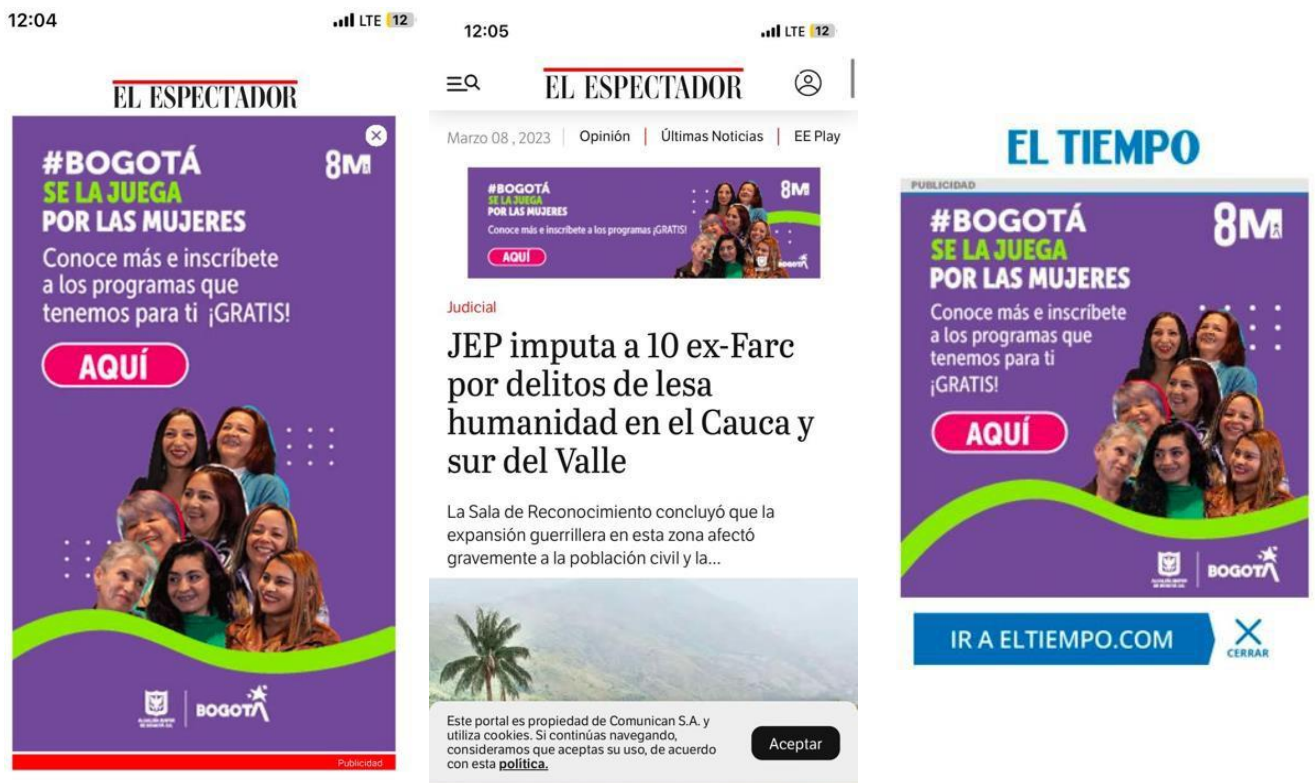 12:04
LTE 12
EL ESPECTADOR
#BOGOTÁ
8M
SE LA JUEGA
POR LAS MUJERES
Conoce más e inscríbete
a los programas que
tenemos para ti ¡GRATIS!
AQUÍ
BOGOTÁ
Publicidad
12:05
LTE 12
EL ESPECTADOR
Marzo 08 , 2023
Opinión
Últimas Noticias
EE Play
#BOGOTÁ
8M
SE LA JUEGA
POR LAS MUJERES
Conoce más e inscríbete a los programas ¡GRATIS!
AQUÍ
BOGOTÁ
Judicial
JEP imputa a 10 ex-Farc
por delitos de lesa
humanidad en el Cauca y
sur del Valle
La Sala de Reconocimiento concluyó que la
expansión guerrillera en esta zona afectó
gravemente a la población civil y la...
Este portal es propiedad de Comunican S.A. y
utiliza cookies. Si continúas navegando,
consideramos que aceptas su uso, de acuerdo
con esta política.
Aceptar
EL TIEMPO
PUBLICIDAD
#BOGOTÁ
8M
SE LA JUEGA
POR LAS MUJERES
Conoce más e inscríbete
a los programas que
tenemos para ti
¡GRATIS!
AQUÍ
BOGOTÁ
IR A ELTIEMPO.COM
CERRAR